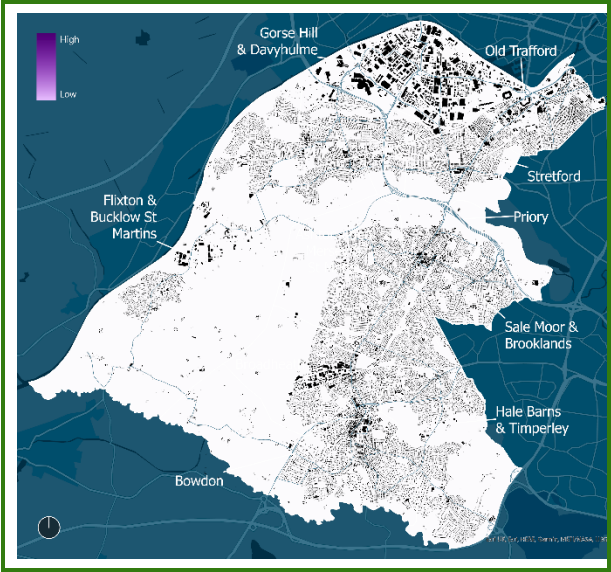 High
Low
Gorse Hill
& Davyhulme
Old Trafford
Stretford
Flixton &
Bucklow St
Martins
Priory
Sale Moor &
Brooklands
Hale Barns
& Timperley
Bowdon